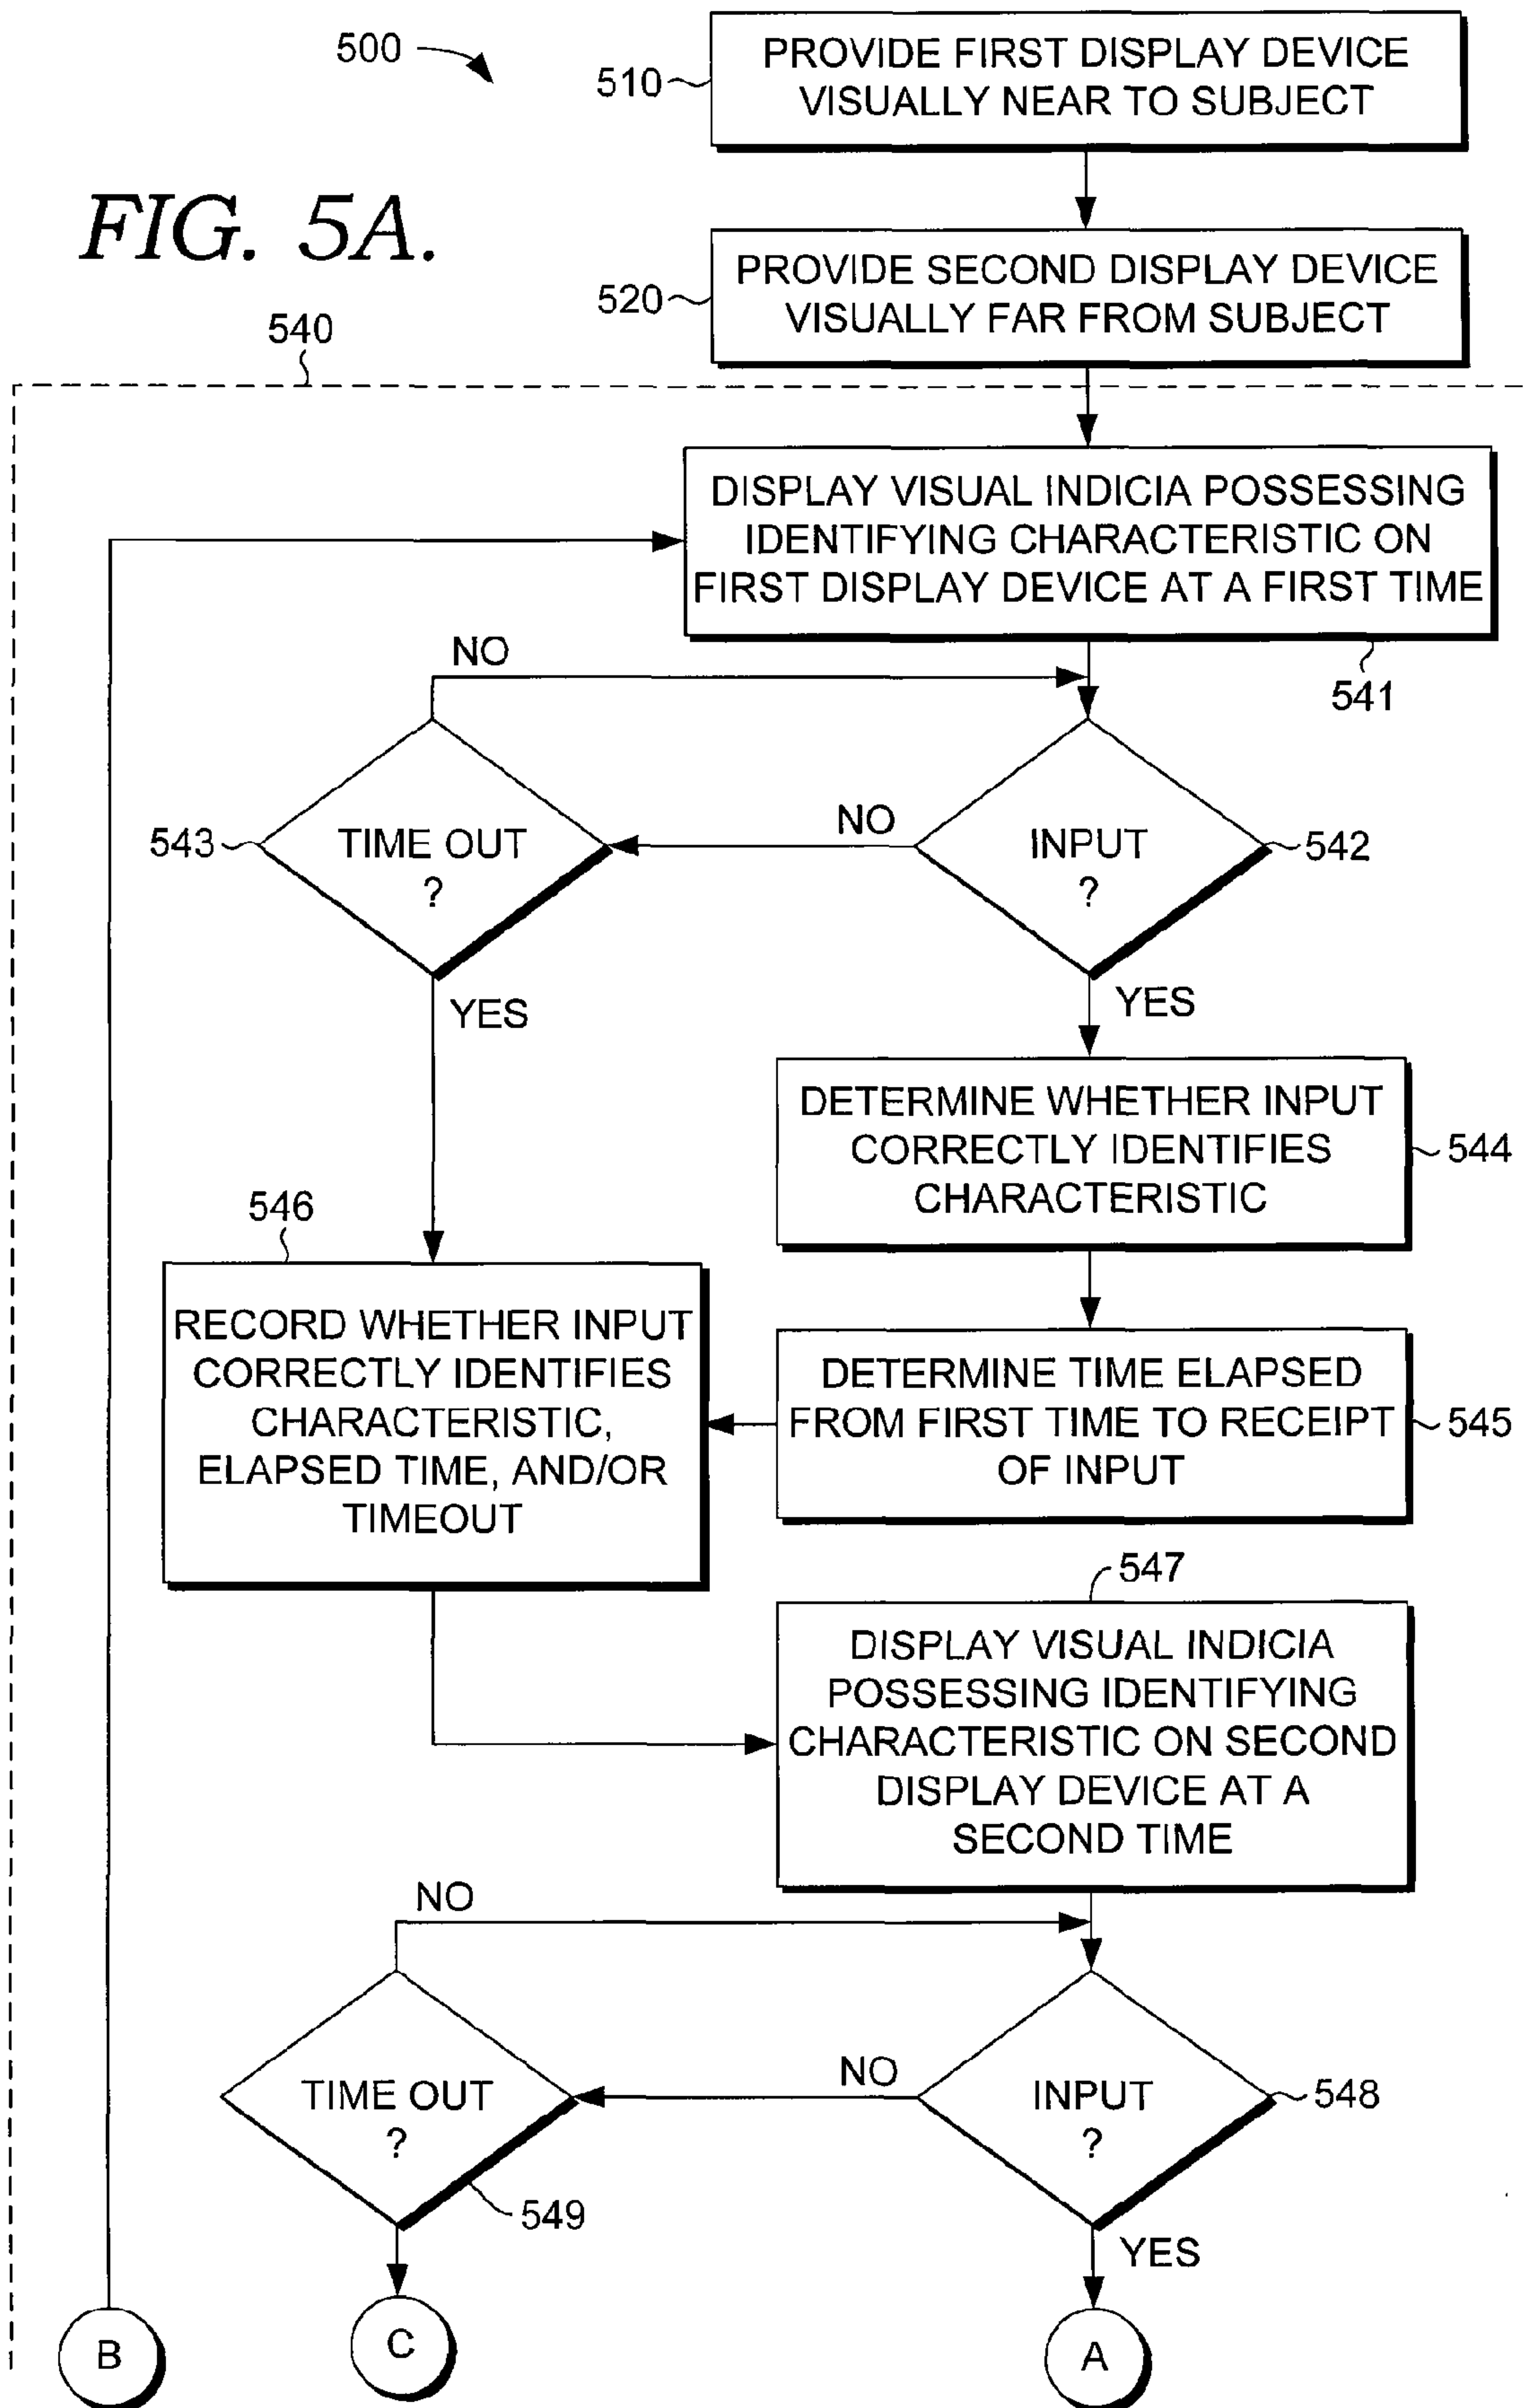 500
510
PROVIDE FIRST DISPLAY DEVICE
VISUALLY NEAR TO SUBJECT
FIG. 5A.
520
PROVIDE SECOND DISPLAY DEVICE
VISUALLY FAR FROM SUBJECT
540
DISPLAY VISUAL INDICIA POSSESSING
IDENTIFYING CHARACTERISTIC ON
FIRST DISPLAY DEVICE AT A FIRST TIME
541
NO
543
TIME OUT
?
NO
INPUT
?
542
YES
YES
DETERMINE WHETHER INPUT
CORRECTLY IDENTIFIES
CHARACTERISTIC
544
546
RECORD WHETHER INPUT
CORRECTLY IDENTIFIES
CHARACTERISTIC,
ELAPSED TIME, AND/OR
TIMEOUT
DETERMINE TIME ELAPSED
FROM FIRST TIME TO RECEIPT
OF INPUT
545
547
DISPLAY VISUAL INDICIA
POSSESSING IDENTIFYING
CHARACTERISTIC ON SECOND
DISPLAY DEVICE AT A
SECOND TIME
NO
TIME OUT
?
549
NO
INPUT
?
548
YES
B
C
A